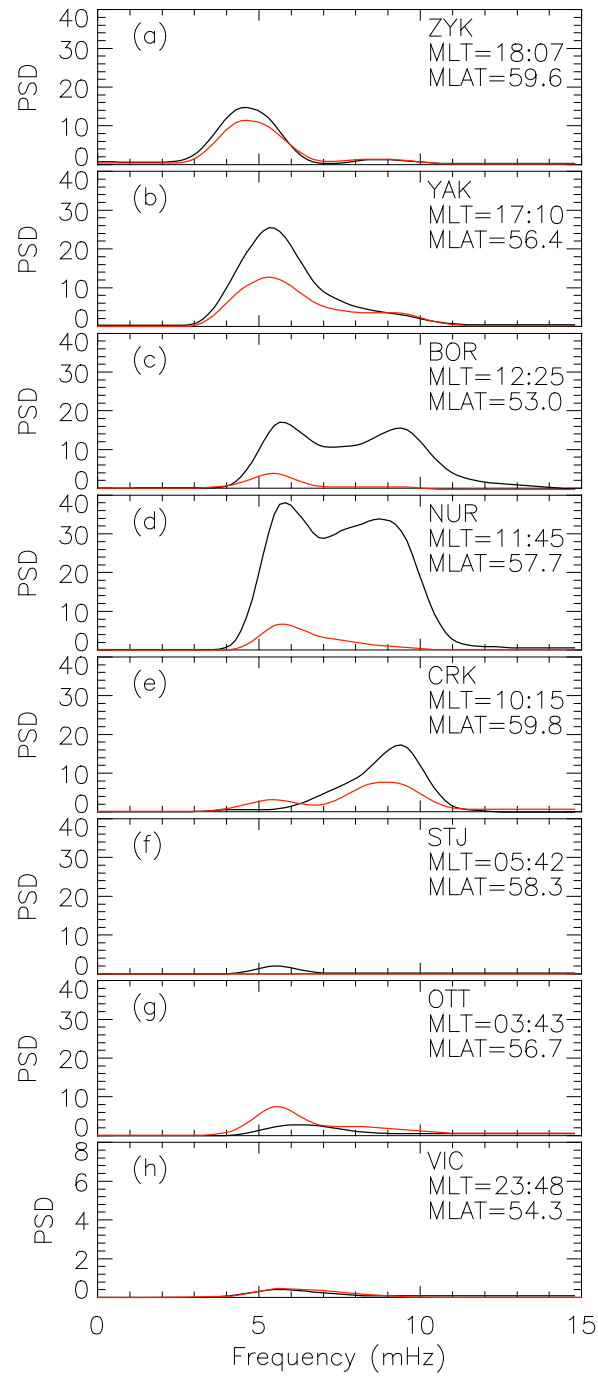 40
30
20
10
0
PSD
(a)
ZYK
MLT=18:07
MLAT=59.6
40
30
20
10
0
PSD
(b)
YAK
MLT=17:10
MLAT=56.4
40
30
20
10
0
PSD
(c)
BOR
MLT=12:25
MLAT=53.0
40
30
20
10
0
PSD
(d)
NUR
MLT=11:45
MLAT=57.7
40
30
20
10
0
PSD
(e)
CRK
MLT=10:15
MLAT=59.8
40
30
20
10
0
PSD
(f)
STJ
MLT=05:42
MLAT=58.3
40
30
20
10
0
PSD
(g)
OTT
MLT=03:43
MLAT=56.7
8
6
4
2
0
PSD
(h)
VIC
MLT=23:48
MLAT=54.3
0 5 10 15
Frequency (mHz)